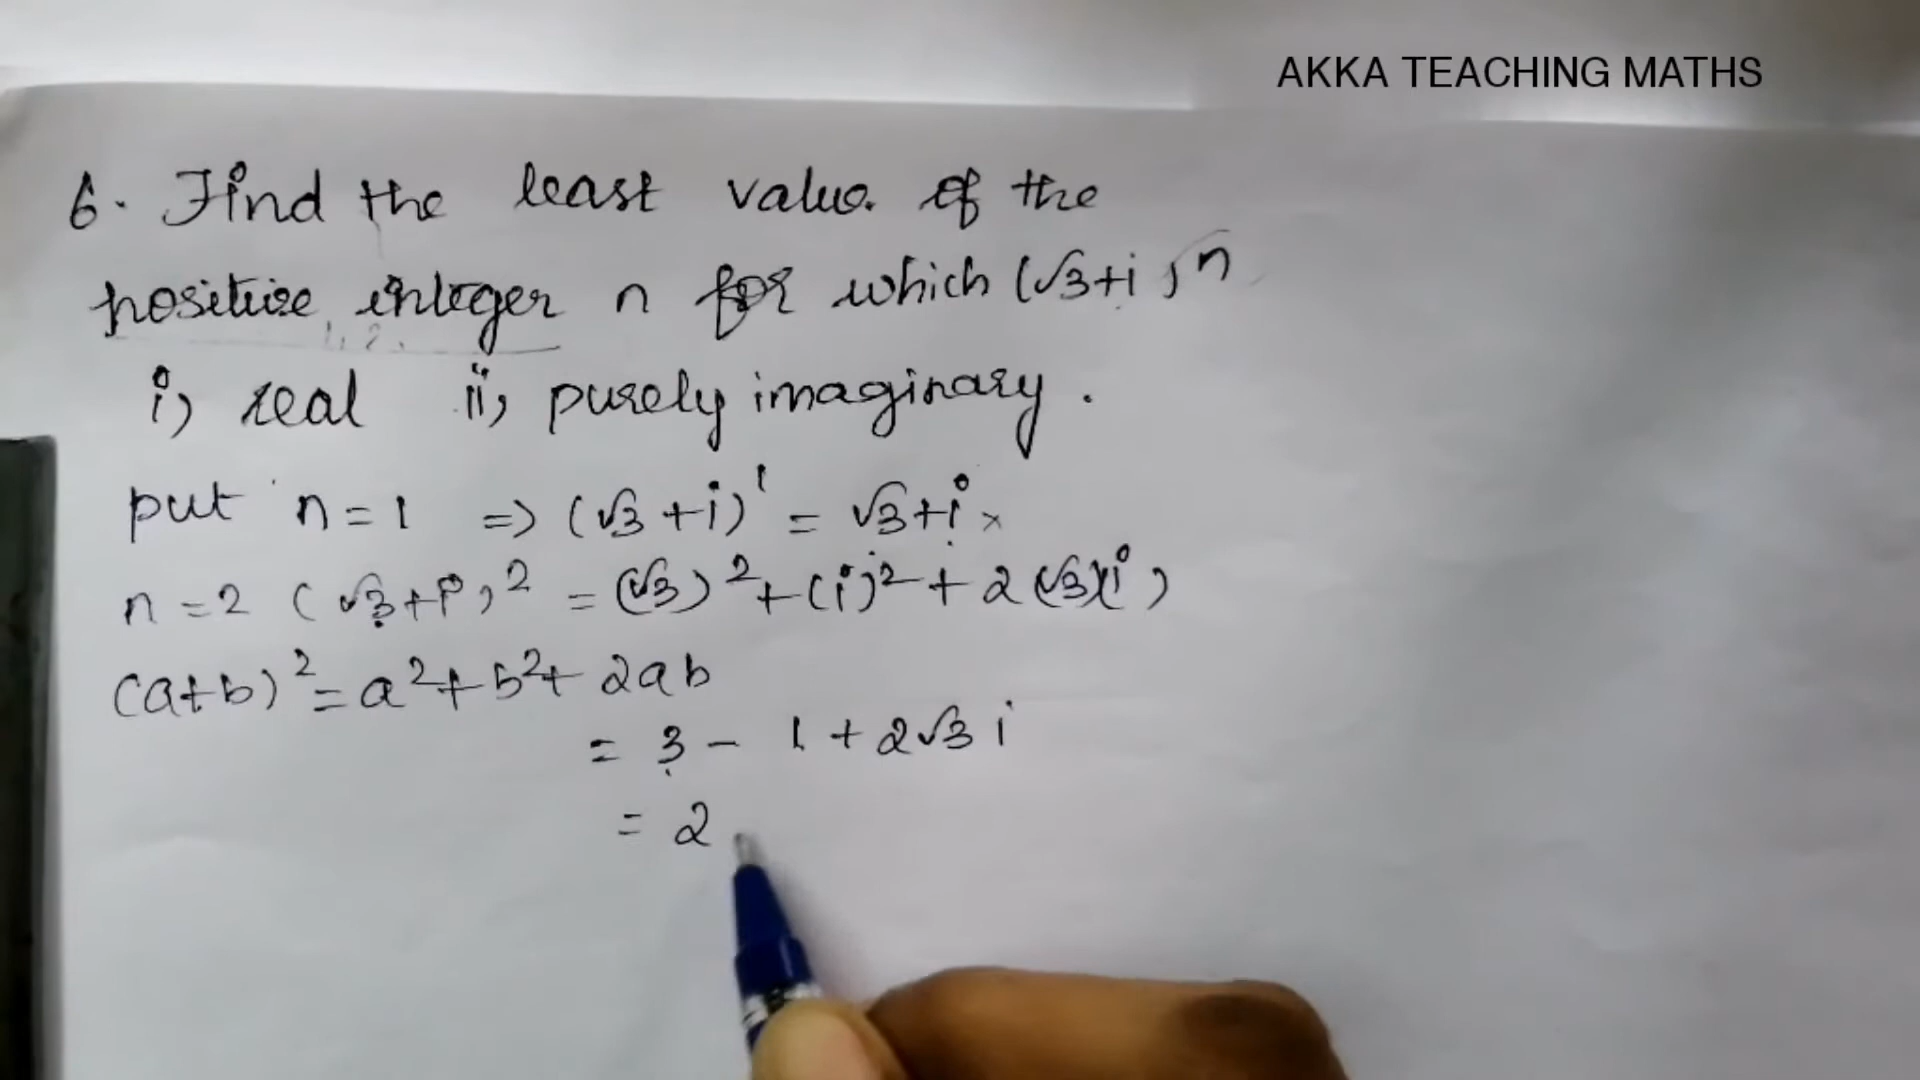 AKKA TEACHING MATHS
6. Find the least value of the
positive integer n for which (√3+i)ⁿ
i, real ii, purely imaginary.
put n=1 => (√3+i)¹ = √3+i ×
n=2 (√3+i)² = (√3)²+(i)²+2(√3)(i)
(a+b)²=a²+b²+2ab
= 3 - 1+2√3 i
= 2